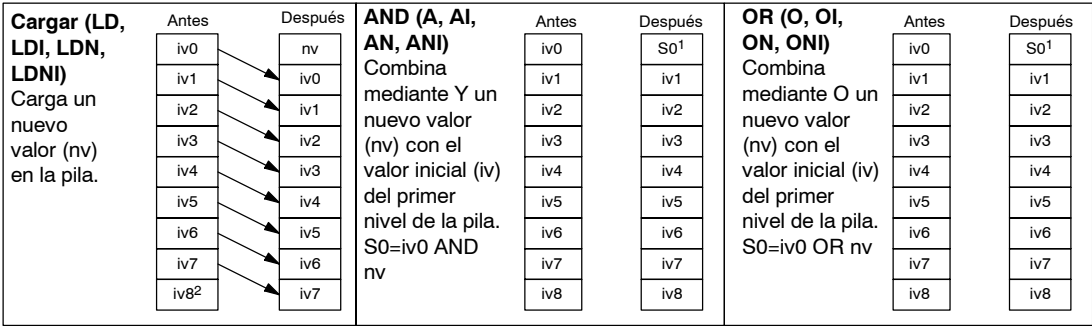 Cargar (LD,
LDI, LDN,
LDNI)
Carga un
nuevo
valor (nv)
en la pila.
Antes Después
iv0 nv
iv1 iv0
iv2 iv1
iv3 iv2
iv4 iv3
iv5 iv4
iv6 iv5
iv7 iv6
iv8² iv7
AND (A, AI,
AN, ANI)
Combina
mediante Y un
nuevo valor
(nv) con el
valor inicial (iv)
del primer
nivel de la pila.
S0=iv0 AND
nv
Antes Después
iv0 S0¹
iv1 iv1
iv2 iv2
iv3 iv3
iv4 iv4
iv5 iv5
iv6 iv6
iv7 iv7
iv8 iv8
OR (O, OI,
ON, ONI)
Combina
mediante O un
nuevo valor
(nv) con el
valor inicial (iv)
del primer
nivel de la pila.
S0=iv0 OR nv
Antes Después
iv0 S0¹
iv1 iv1
iv2 iv2
iv3 iv3
iv4 iv4
iv5 iv5
iv6 iv6
iv7 iv7
iv8 iv8